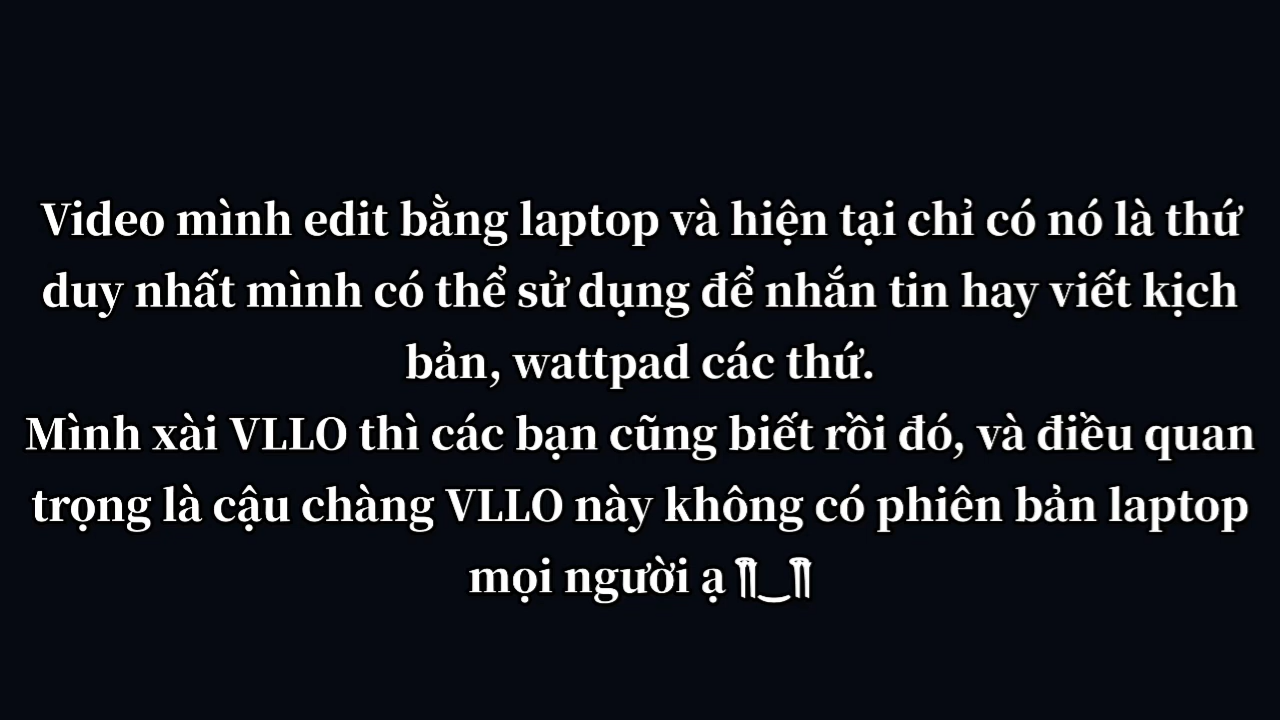 Video mình edit bằng laptop và hiện tại chỉ có nó là thứ
duy nhất mình có thể sử dụng để nhắn tin hay viết kịch
bản, wattpad các thứ.
Mình xài VLLO thì các bạn cũng biết rồi đó, và điều quan
trọng là cậu chàng VLLO này không có phiên bản laptop
mọi người ạ ╥‿╥